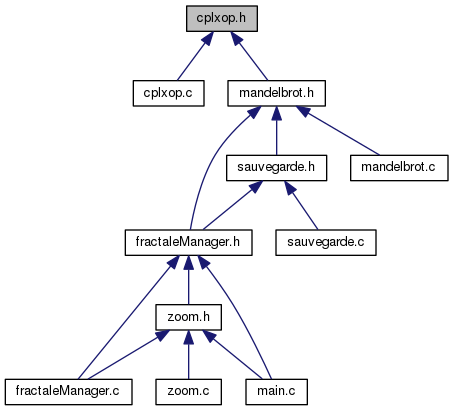 cplxop.h
cplxop.c
mandelbrot.h
sauvegarde.h
mandelbrot.c
fractaleManager.h
sauvegarde.c
zoom.h
fractaleManager.c
zoom.c
main.c